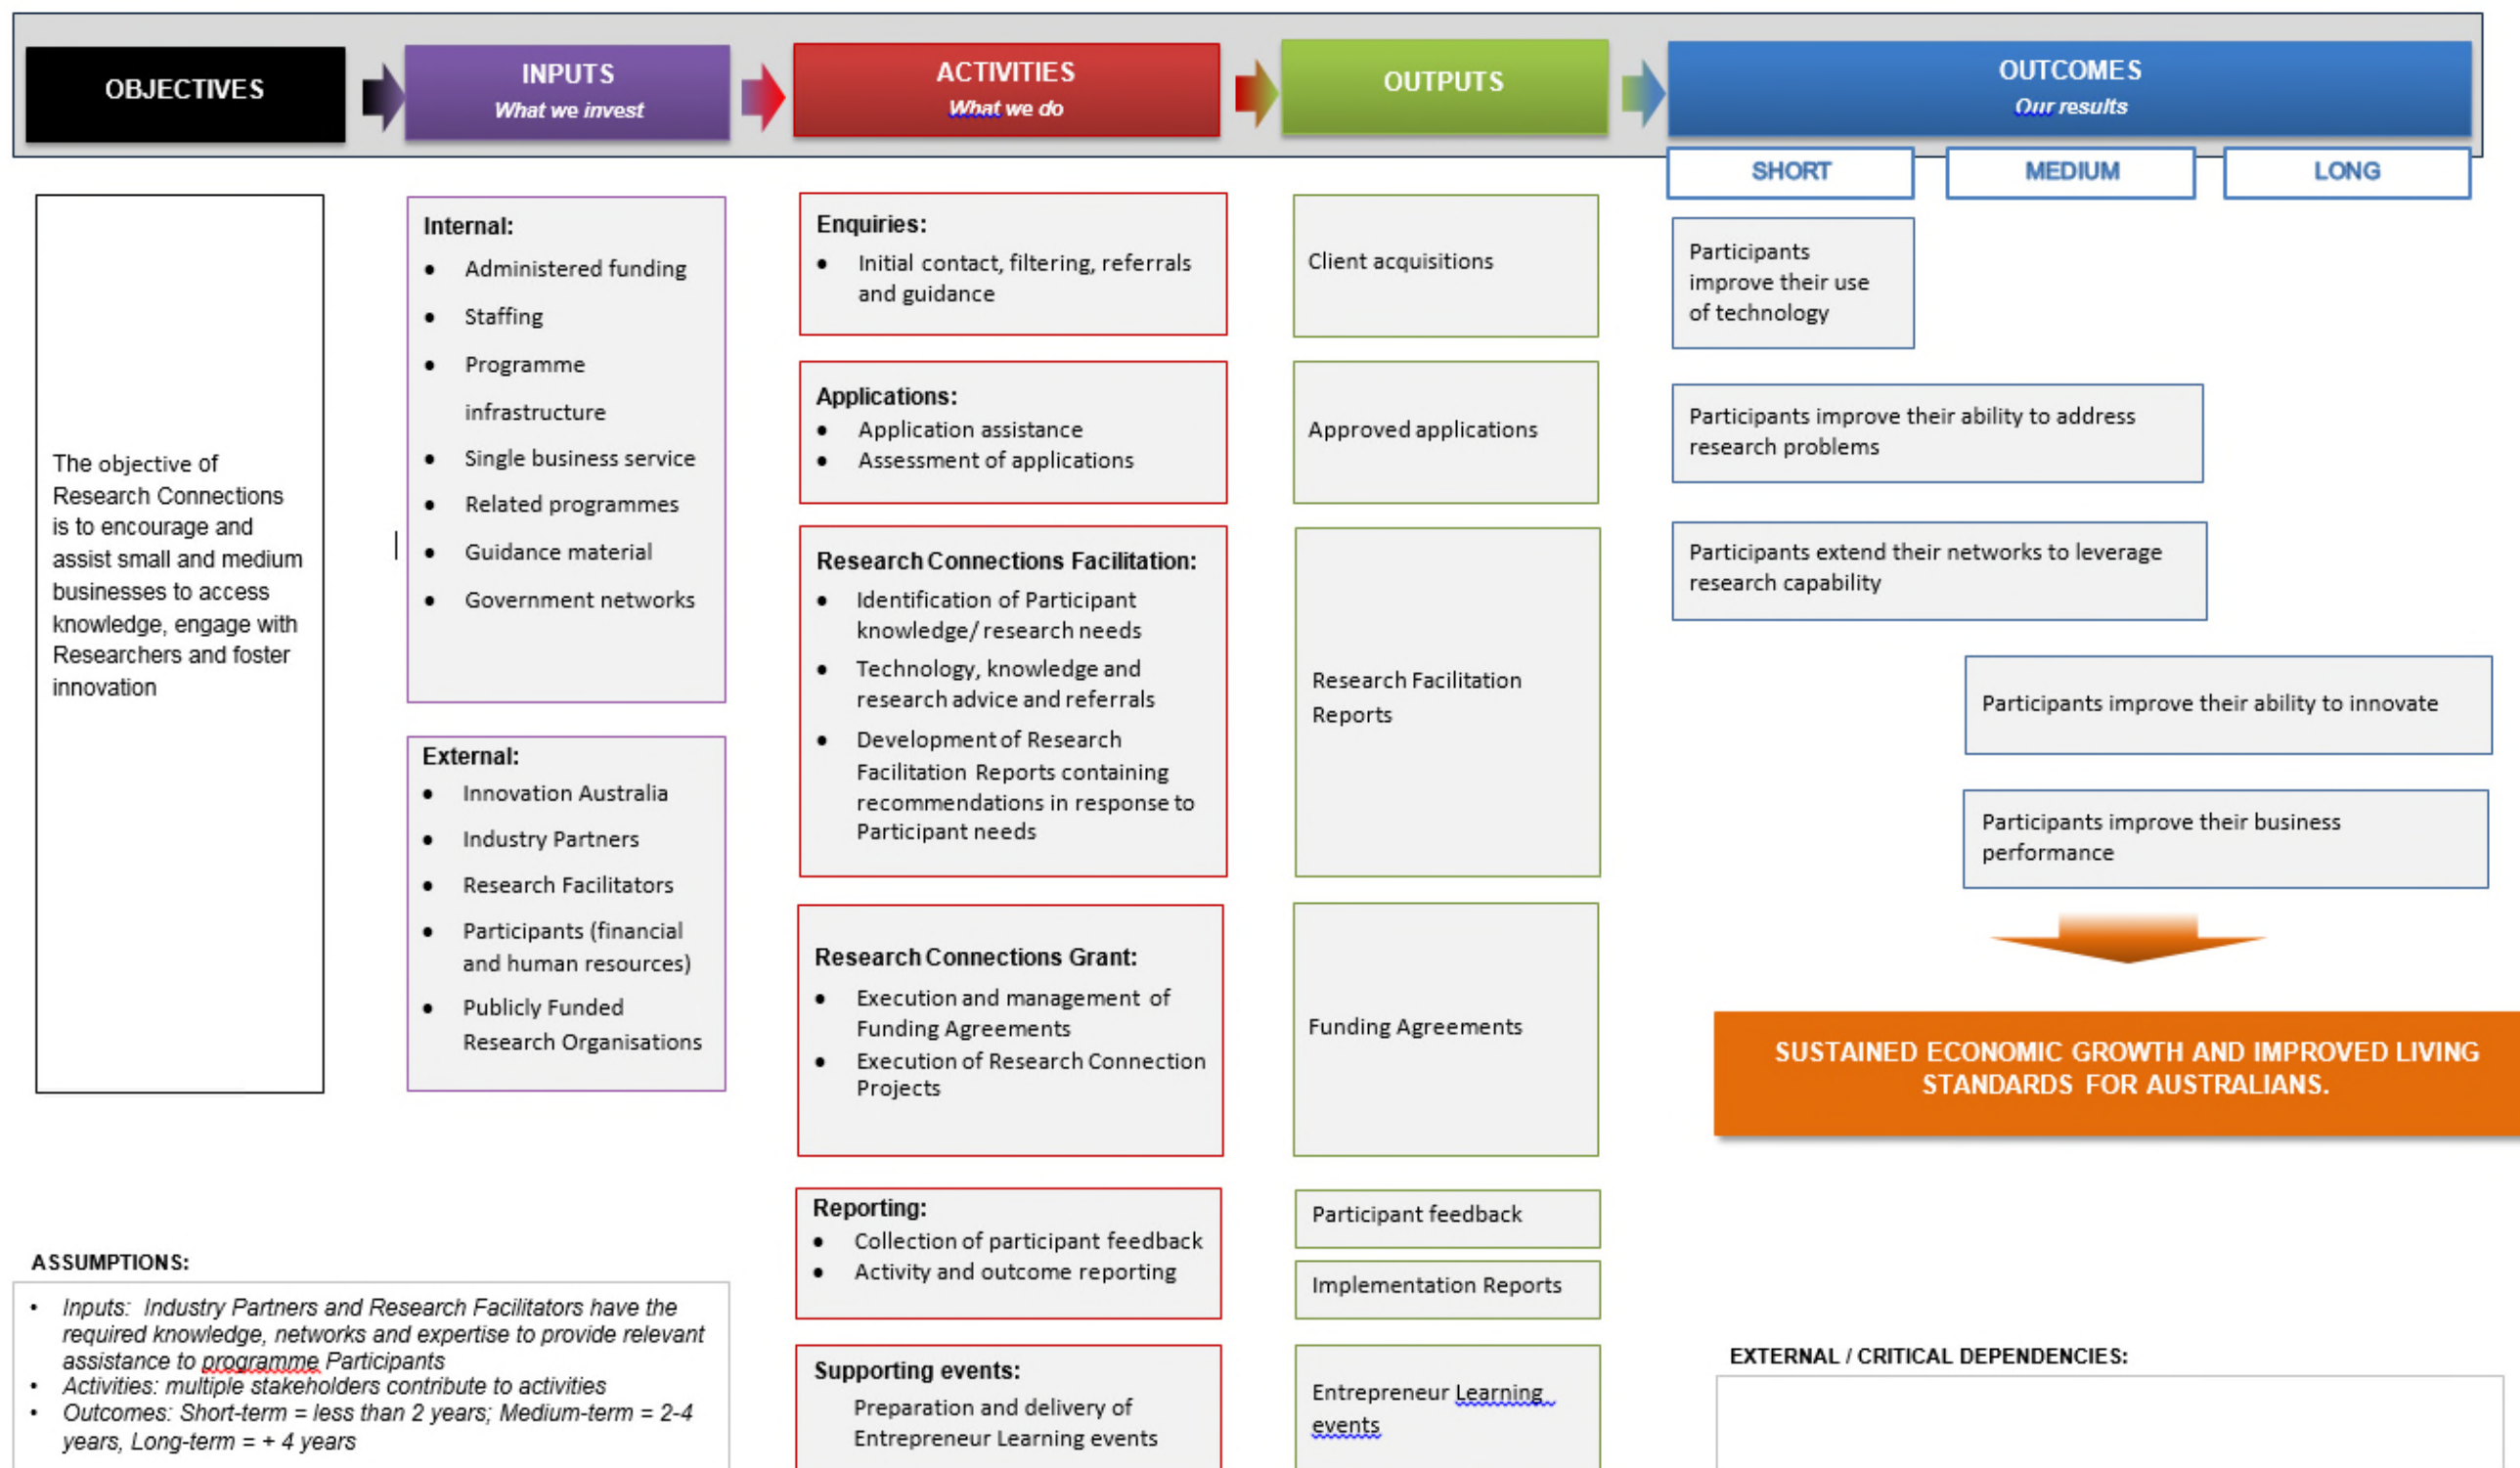 OBJECTIVES
INPUTS
What we invest
ACTIVITIES
What we do
OUTPUTS
OUTCOMES
Our results
SHORT
MEDIUM
LONG
The objective of
Research Connections
is to encourage and
assist small and medium
businesses to access
knowledge, engage with
Researchers and foster
innovation
Internal:
• Administered funding
• Staffing
• Programme
infrastructure
• Single business service
• Related programmes
• Guidance material
• Government networks
External:
• Innovation Australia
• Industry Partners
• Research Facilitators
• Participants (financial
and human resources)
• Publicly Funded
Research Organisations
Enquiries:
• Initial contact, filtering, referrals
and guidance
Applications:
• Application assistance
• Assessment of applications
Research Connections Facilitation:
• Identification of Participant
knowledge/ research needs
• Technology, knowledge and
research advice and referrals
• Development of Research
Facilitation Reports containing
recommendations in response to
Participant needs
Research Connections Grant:
• Execution and management of
Funding Agreements
• Execution of Research Connection
Projects
Reporting:
• Collection of participant feedback
• Activity and outcome reporting
Supporting events:
Preparation and delivery of
Entrepreneur Learning events
Client acquisitions
Approved applications
Research Facilitation
Reports
Funding Agreements
Participant feedback
Implementation Reports
Entrepreneur Learning
events
Participants
improve their use
of technology
Participants improve their ability to address
research problems
Participants extend their networks to leverage
research capability
Participants improve their ability to innovate
Participants improve their business
performance
SUSTAINED ECONOMIC GROWTH AND IMPROVED LIVING
STANDARDS FOR AUSTRALIANS.
ASSUMPTIONS:
• Inputs: Industry Partners and Research Facilitators have the
required knowledge, networks and expertise to provide relevant
assistance to programme Participants
• Activities: multiple stakeholders contribute to activities
• Outcomes: Short-term = less than 2 years; Medium-term = 2-4
years, Long-term = + 4 years
EXTERNAL / CRITICAL DEPENDENCIES: